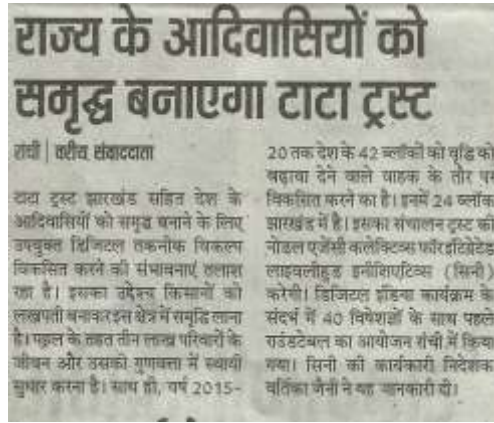 राज्य के आदिवासियों को
समृद्ध बनाएगा टाटा ट्रस्ट
रांची | वरीय संवाददाता
टाटा ट्रस्ट झारखंड सहित देश के
आदिवासियों को समृद्ध बनाने के लिए
उपयुक्त डिजिटल तकनीक विकल्प
विकसित करने की संभावनाएं तलाश
रहा है। इसका उद्देश्य किसानों को
लखपती बनाकर इस क्षेत्र में समृद्धि लाना
है। पहल के तहत तीन लाख परिवारों के
जीवन और उसकी गुणवत्ता में स्थायी
सुधार करना है। साथ ही, वर्ष 2015-
20 तक देश के 42 ब्लॉकों को वृद्धि को
बढ़ावा देने वाले वाहक के तौर पर
विकसित करने का है। इनमें 24 ब्लॉक
झारखंड में है। इसका संचालन ट्रस्ट की
नोडल एजेंसी कलेक्टिव्स फॉर इंटिग्रेटेड
लाइवलीहुड इनीशिएटिव्स (सिनी)
करेगी। डिजिटल इंडिया कार्यक्रम के
संदर्भ में 40 विषेशज्ञों के साथ पहले
राउंडटेबल का आयोजन रांची में किया
गया। सिनी की कार्यकारी निदेशक
वर्तिका जैनी ने यह जानकारी दी।